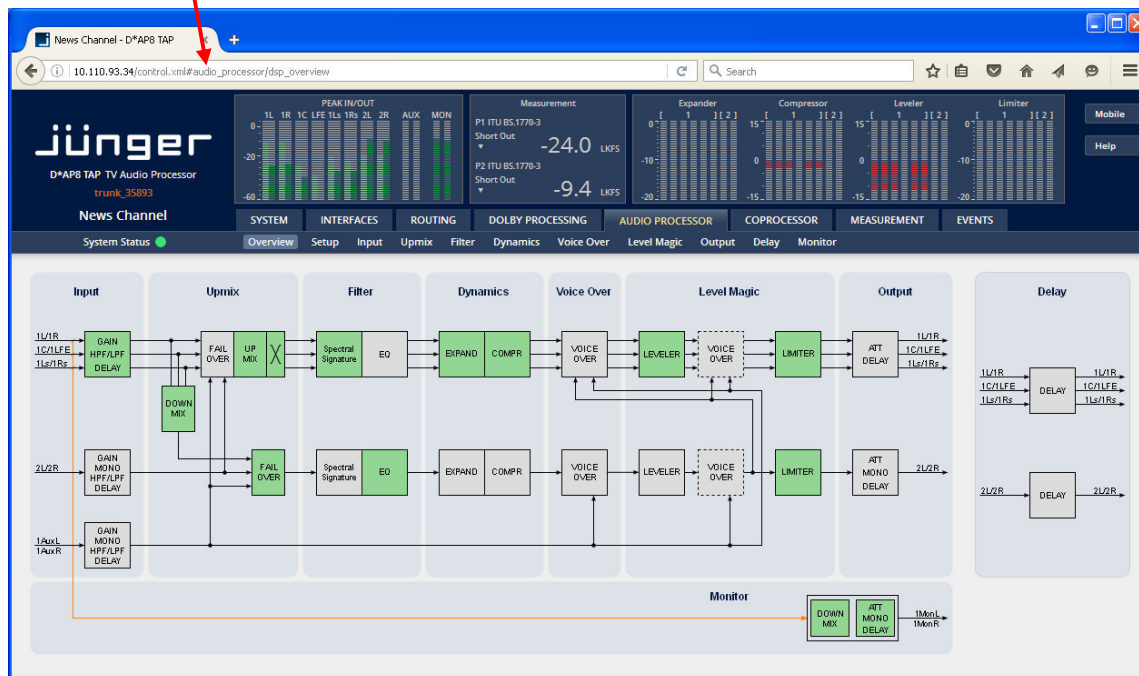 News Channel - D*AP8 TAP
10.110.93.34/control.xml#audio_processor/dsp_overview
Search
jünger
D*AP8 TAP TV Audio Processor
trunk_35893
News Channel
System Status
PEAK IN/OUT
1L 1R 1C LFE 1Ls 1Rs 2L 2R AUX MON
0-
-20-
-60-
Measurement
P1 ITU BS.1770-3
Short Out
-24.0 LKFS
P2 ITU BS.1770-3
Short Out
-9.4 LKFS
Expander
[ 1 ][ 2 ]
0
-10
-20
Compressor
[ 1 ][ 2 ]
15
0
-15
Leveler
[ 1 ][ 2 ]
15
0
-15
Limiter
[ 1 ][ 2 ]
0
-10
-20
Mobile
Help
SYSTEM INTERFACES ROUTING DOLBY PROCESSING AUDIO PROCESSOR COPROCESSOR MEASUREMENT EVENTS
Overview Setup Input Upmix Filter Dynamics Voice Over Level Magic Output Delay Monitor
Input Upmix Filter Dynamics Voice Over Level Magic Output Delay
1L/1R
1C/1LFE
1Ls/1Rs
GAIN
HPF/LPF
DELAY
FAIL
OVER
UP
MIX
Spectral
Signature
EQ
EXPAND
COMPR
VOICE
OVER
LEVELER
VOICE
OVER
LIMITER
ATT
DELAY
1L/1R
1C/1LFE
1Ls/1Rs
DOWN
MIX
1L/1R
1C/1LFE
1Ls/1Rs
DELAY
1L/1R
1C/1LFE
1Ls/1Rs
2L/2R
GAIN
MONO
HPF/LPF
DELAY
FAIL
OVER
Spectral
Signature
EQ
EXPAND
COMPR
VOICE
OVER
LEVELER
VOICE
OVER
LIMITER
ATT
MONO
DELAY
2L/2R
2L/2R
DELAY
2L/2R
1AuxL
1AuxR
GAIN
MONO
HPF/LPF
DELAY
Monitor
DOWN
MIX
ATT
MONO
DELAY
1MonL
1MonR